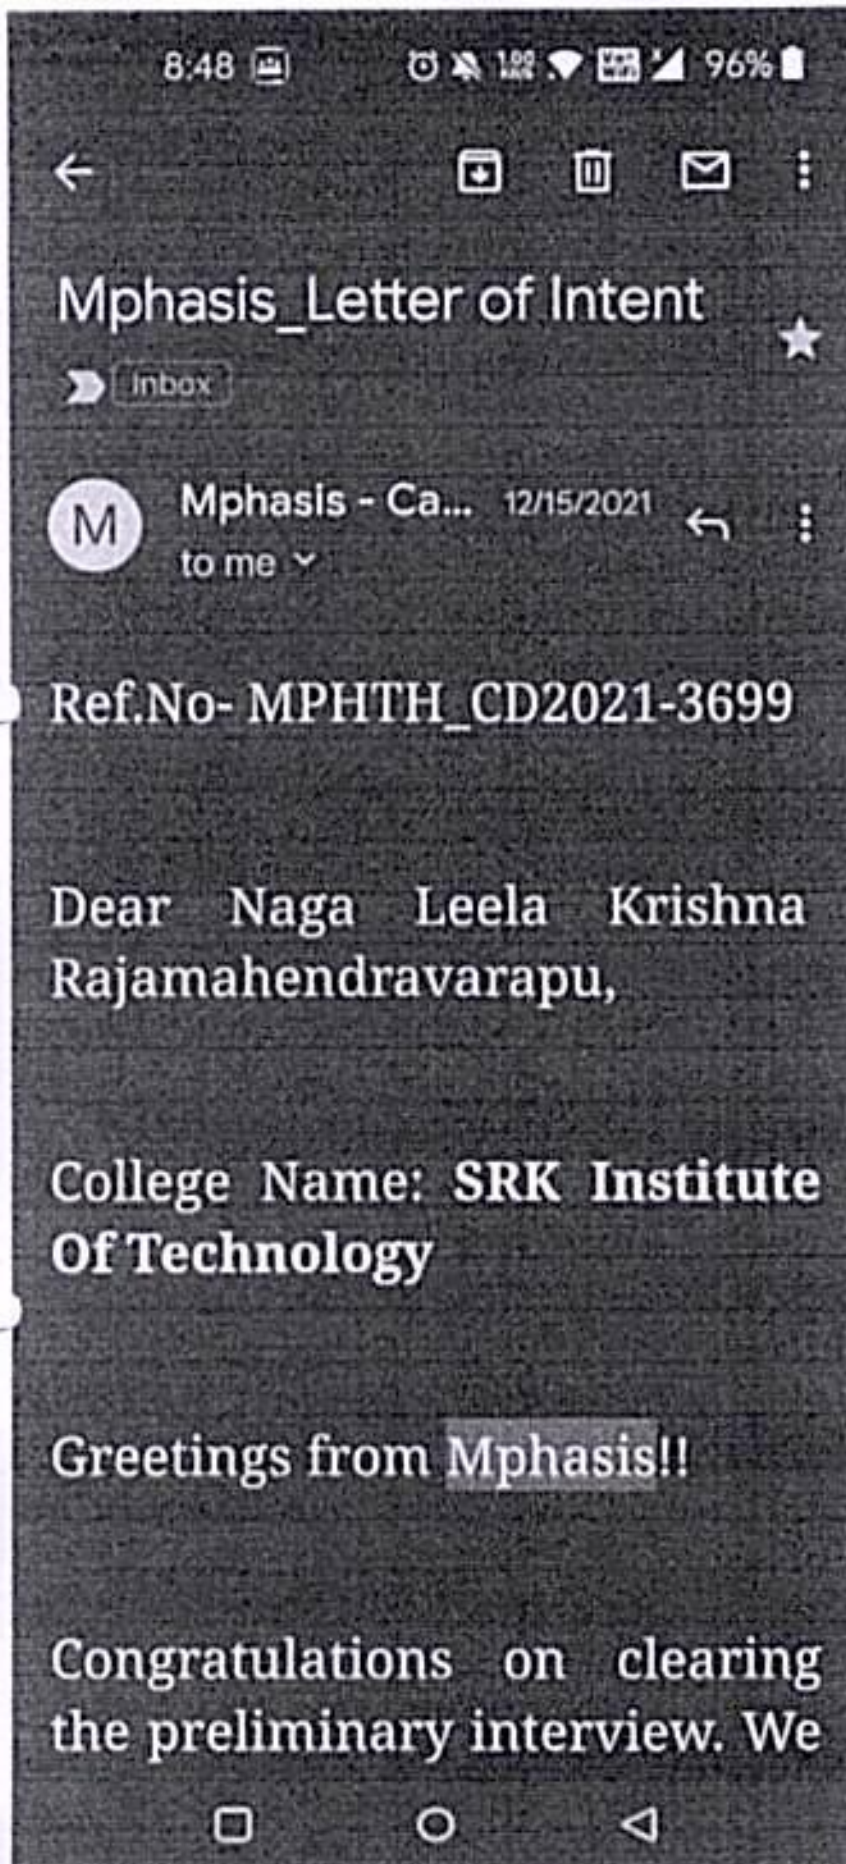 8:48 96%
Mphasis_Letter of Intent
Inbox
M
Mphasis - Ca... 12/15/2021
to me
Ref.No- MPHTH_CD2021-3699
Dear Naga Leela Krishna
Rajamahendravarapu,
College Name: SRK Institute
Of Technology
Greetings from Mphasis!!
Congratulations on clearing
the preliminary interview. We